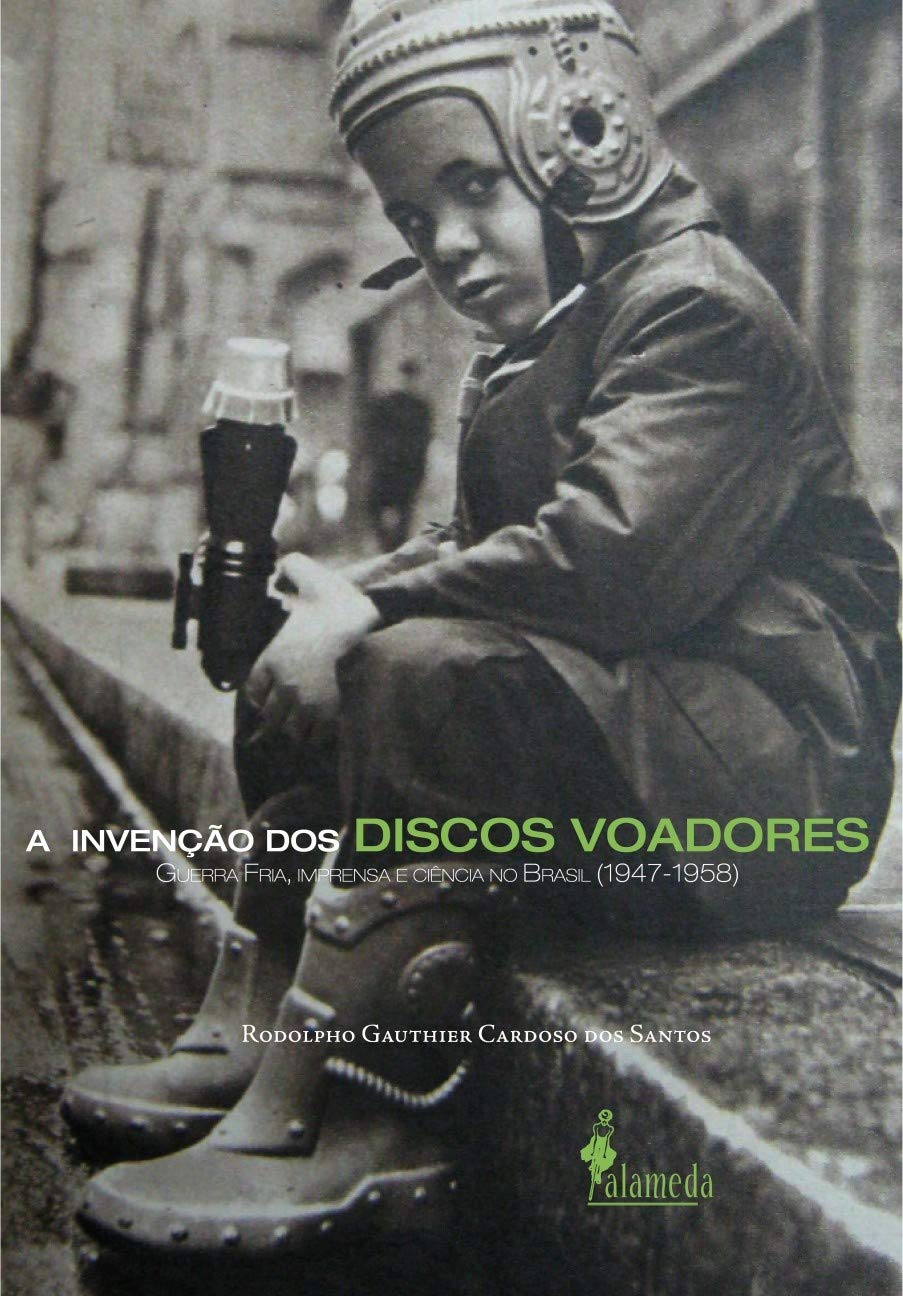 A INVENÇÃO DOS DISCOS VOADORES
GUERRA FRIA, IMPRENSA E CIÊNCIA NO BRASIL (1947-1958)
RODOLPHO GAUTHIER CARDOSO DOS SANTOS
alameda